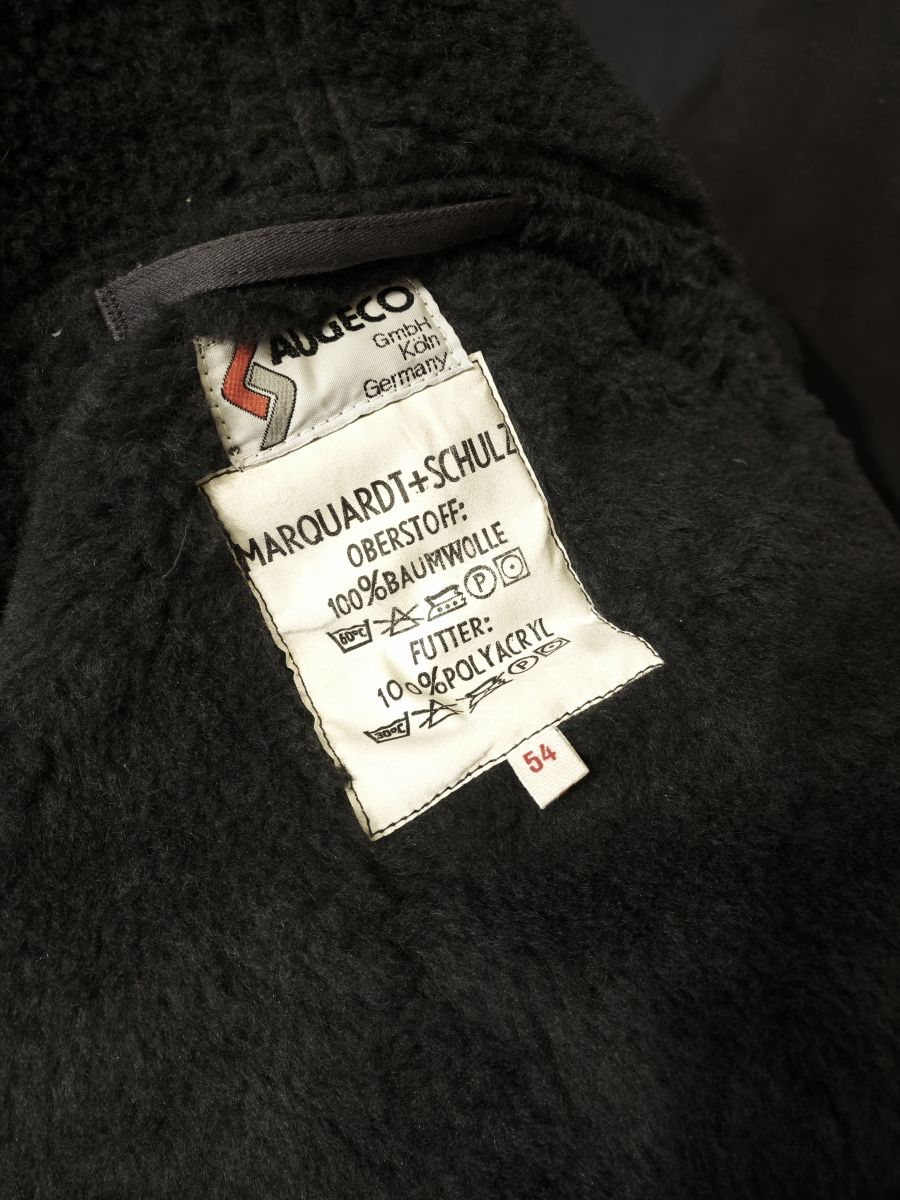 AUGECO
GmbH
Köln
Germany
MARQUARDT+SCHULZ
OBERSTOFF:
100%BAUMWOLLE
60°C P
FUTTER:
100%POLYACRYL
30°C P
54